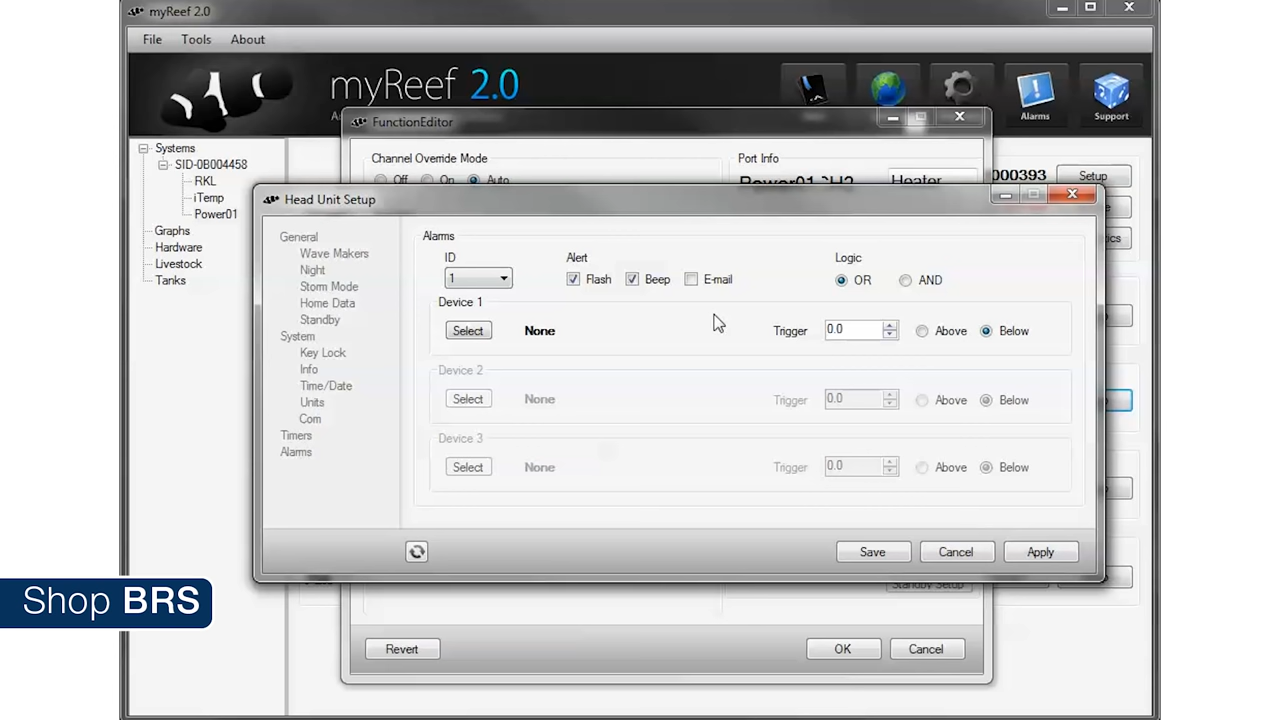 myReef 2.0
File Tools About
myReef 2.0
Alarms Support
FunctionEditor
Systems
SID-0B004458
RKL
iTemp
Power01
Graphs
Hardware
Livestock
Tanks
Channel Override Mode
Off On Auto
Port Info
Power01 Heater
000393 Setup
Head Unit Setup
General
Wave Makers
Night
Storm Mode
Home Data
Standby
System
Key Lock
Info
Time/Date
Units
Com
Timers
Alarms
Alarms
ID Alert Logic
1 Flash Beep E-mail OR AND
Device 1
Select None Trigger 0.0 Above Below
Device 2
Select None Trigger 0.0 Above Below
Device 3
Select None Trigger 0.0 Above Below
Save Cancel Apply
Standby Setup
Shop BRS
Revert OK Cancel